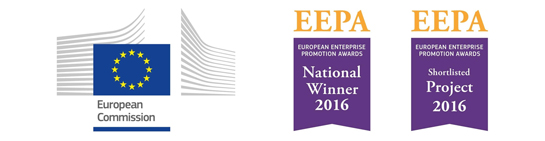 European
Commission
EEPA
EUROPEAN ENTERPRISE
PROMOTION AWARDS
National
Winner
2016
EEPA
EUROPEAN ENTERPRISE
PROMOTION AWARDS
Shortlisted
Project
2016